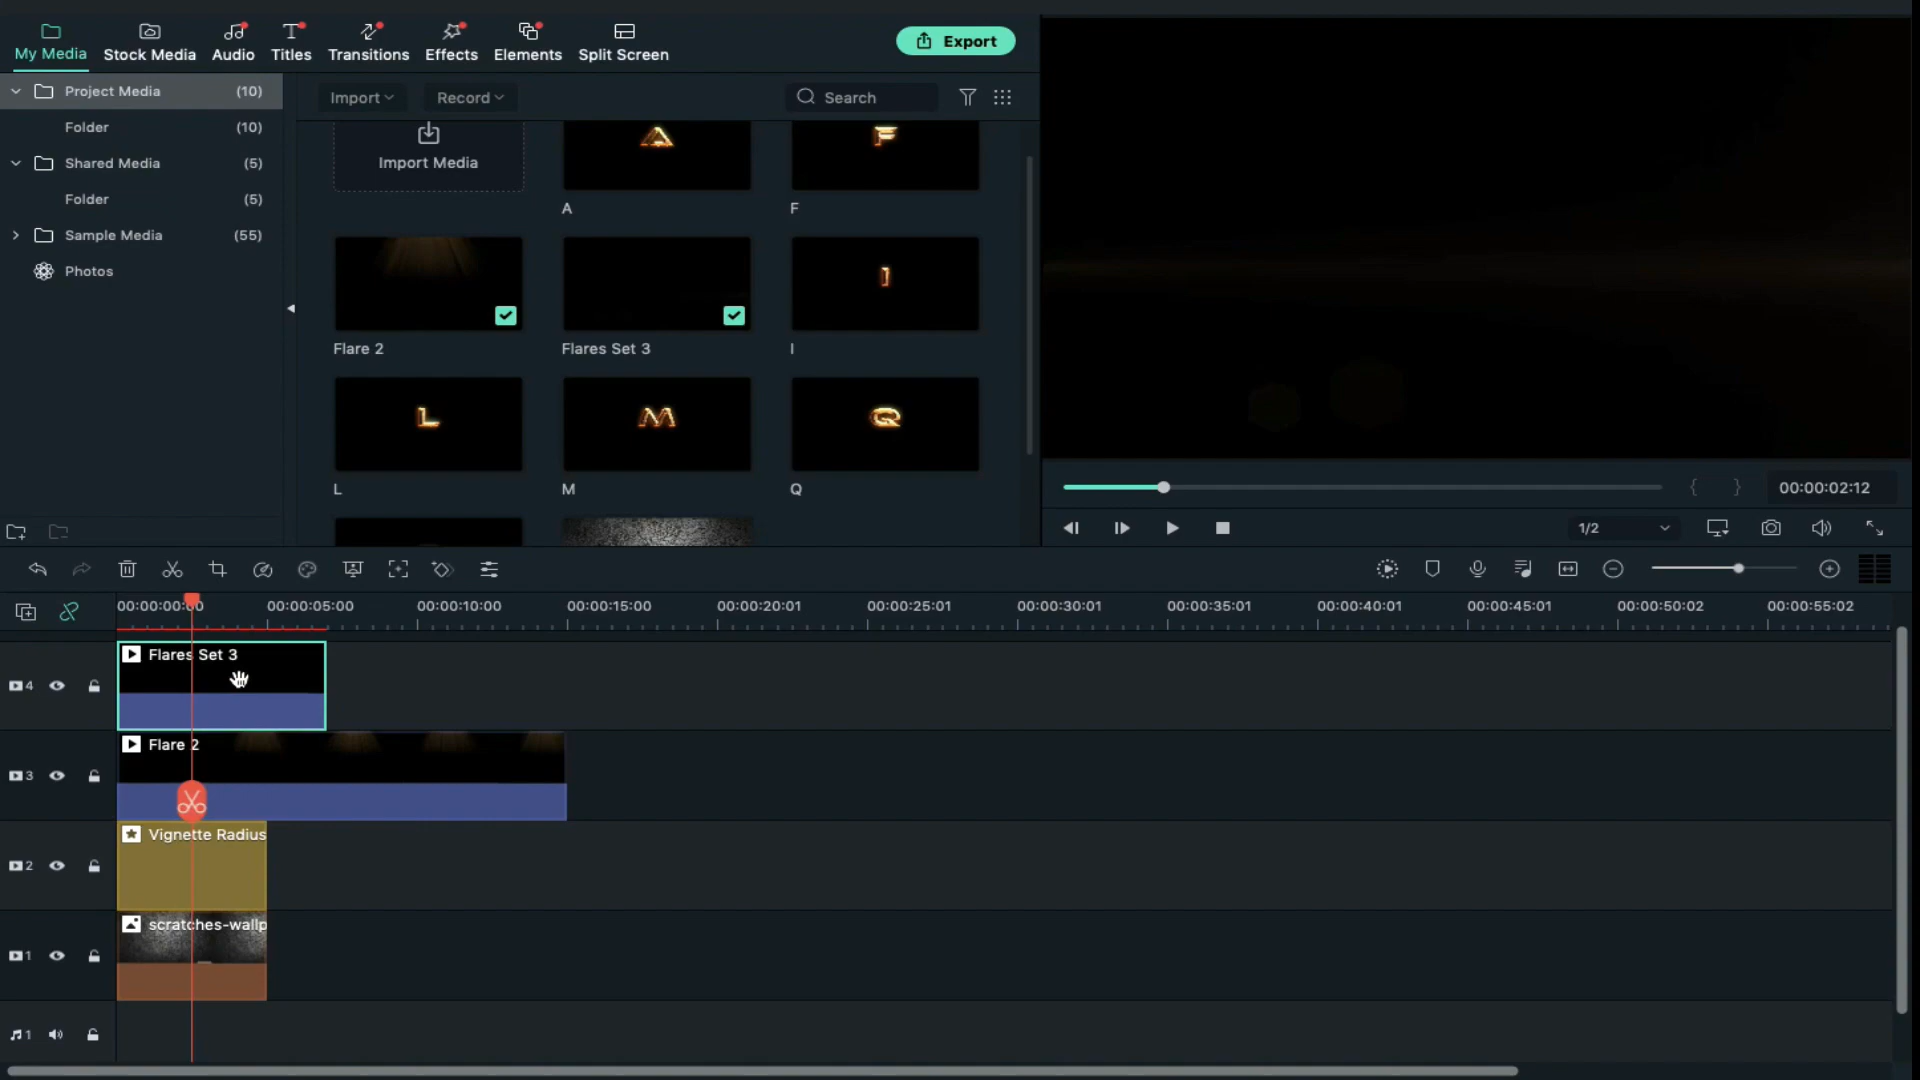 My Media
Stock Media
Audio
Titles
Transitions
Effects
Elements
Split Screen
Export
Project Media (10)
Folder (10)
Shared Media (5)
Folder (5)
Sample Media (55)
Photos
Import
Record
Search
Import Media
A
F
A
F
I
Flare 2
Flares Set 3
I
L
M
Q
L
M
Q
00:00:02:12
1/2
00:00:00:00
00:00:05:00
00:00:10:00
00:00:15:00
00:00:20:01
00:00:25:01
00:00:30:01
00:00:35:01
00:00:40:01
00:00:45:01
00:00:50:02
00:00:55:02
4
Flares Set 3
3
Flare 2
2
Vignette Radius
1
scratches-wallp
1